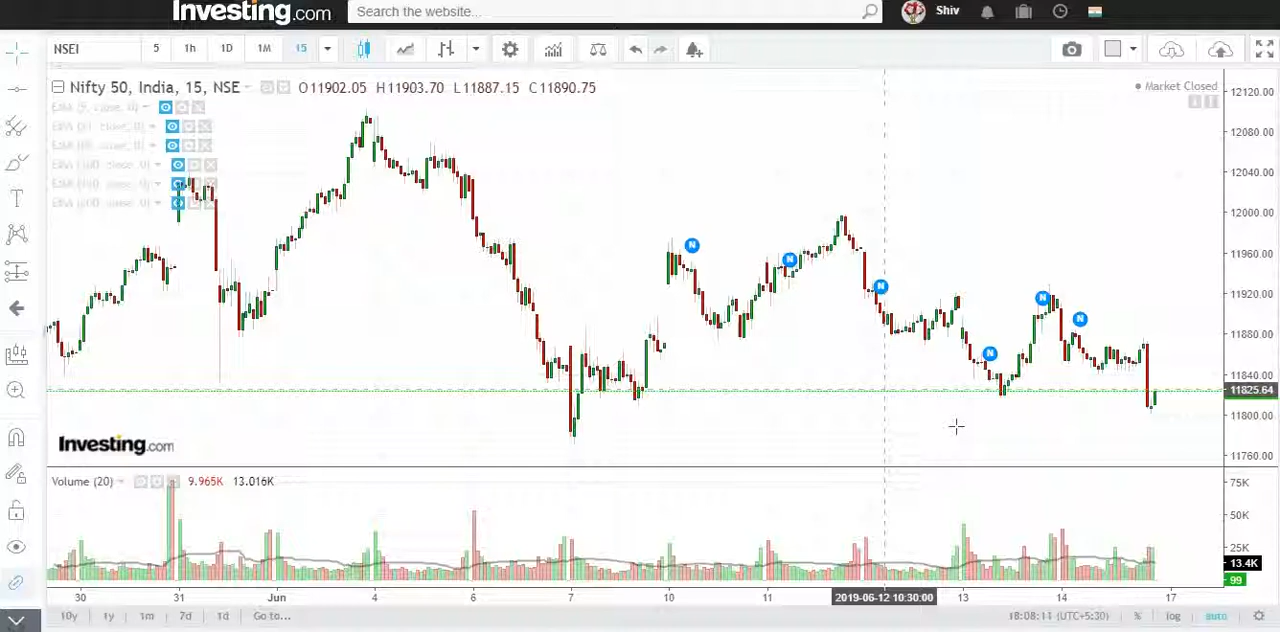 Investing.com
Search the website...
Shiv
NSEI
5 1h 1D 1M 15
Nifty 50, India, 15, NSE
O11902.05 H11903.70 L11887.15 C11890.75
Market Closed
12120.00
12080.00
12040.00
12000.00
11960.00
11920.00
11880.00
11840.00
11825.64
11800.00
11760.00
N
N
N
N
N
N
Investing.com
Volume (20) 9.965K 13.016K
75K
50K
25K
13.4K
99
30 31 Jun 4 6 7 10 11 2019-06-12 10:30:00 13 14 17
10y 1y 1m 7d 1d Go to...
18:08:11 (UTC+5:30) % log auto